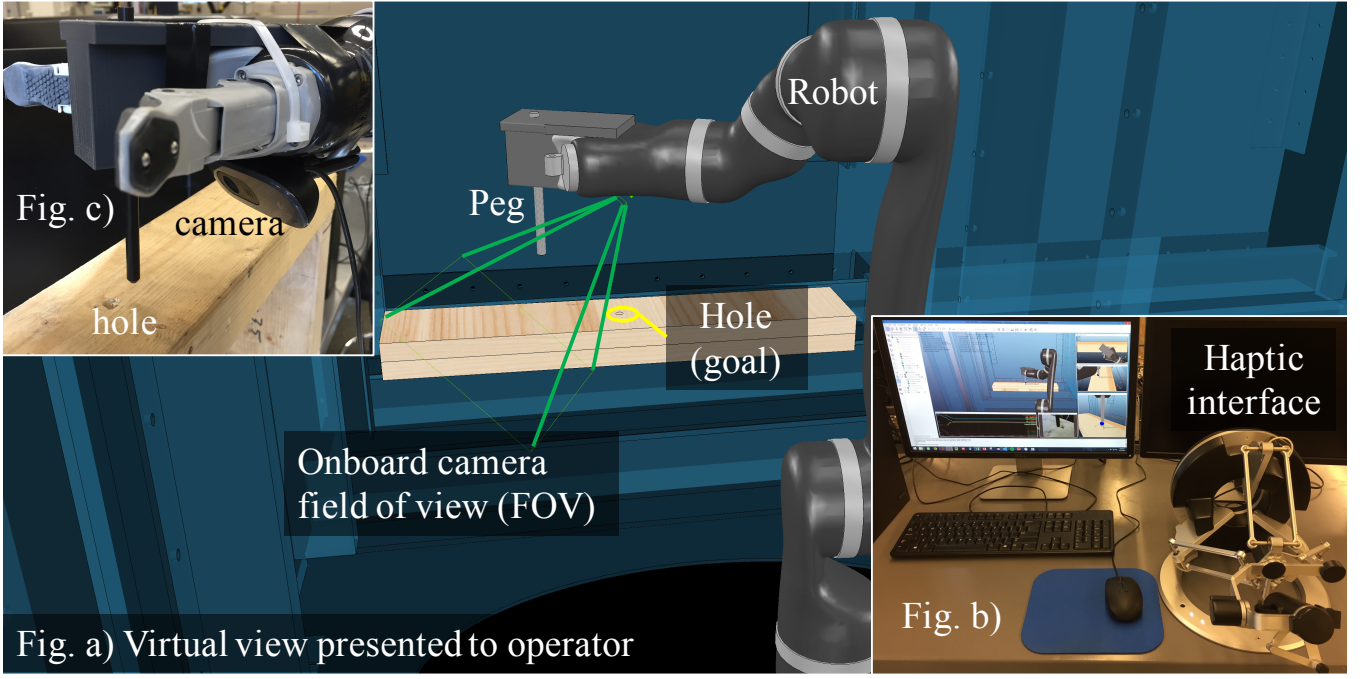 Fig. c)
camera
hole
Robot
Peg
Hole
(goal)
Onboard camera
field of view (FOV)
Fig. a) Virtual view presented to operator
Haptic
interface
Fig. b)